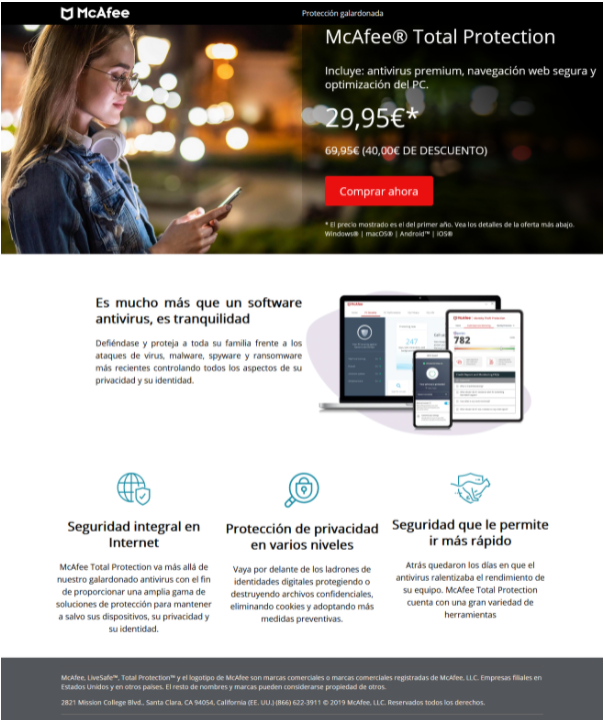 McAfee
Protección galardonada
McAfee® Total Protection
Incluye: antivirus premium, navegación web segura y
optimización del PC.
29,95€*
69,95€ (40,00€ DE DESCUENTO)
Comprar ahora
* El precio mostrado es el del primer año. Vea los detalles de la oferta más abajo.
Windows® | macOS® | Android™ | iOS®
Es mucho más que un software
antivirus, es tranquilidad
Defiéndase y proteja a toda su familia frente a los
ataques de virus, malware, spyware y ransomware
más recientes controlando todos los aspectos de su
privacidad y su identidad.
247
782
Seguridad integral en
Internet
McAfee Total Protection va más allá de
nuestro galardonado antivirus con el fin
de proporcionar una amplia gama de
soluciones de protección para mantener
a salvo sus dispositivos, su privacidad y
su identidad.
Protección de privacidad
en varios niveles
Vaya por delante de los ladrones de
identidades digitales protegiendo o
destruyendo archivos confidenciales,
eliminando cookies y adoptando más
medidas preventivas.
Seguridad que le permite
ir más rápido
Atrás quedaron los días en que el
antivirus ralentizaba el rendimiento de
su equipo. McAfee Total Protection
cuenta con una gran variedad de
herramientas
McAfee, LiveSafe™, Total Protection™ y el logotipo de McAfee son marcas comerciales o marcas comerciales registradas de McAfee, LLC. Empresas filiales en
Estados Unidos y en otros países. El resto de nombres y marcas pueden considerarse propiedad de otros.
2821 Mission College Blvd., Santa Clara, CA 94054, California (EE. UU.) (866) 622-3911 © 2019 McAfee, LLC. Reservados todos los derechos.